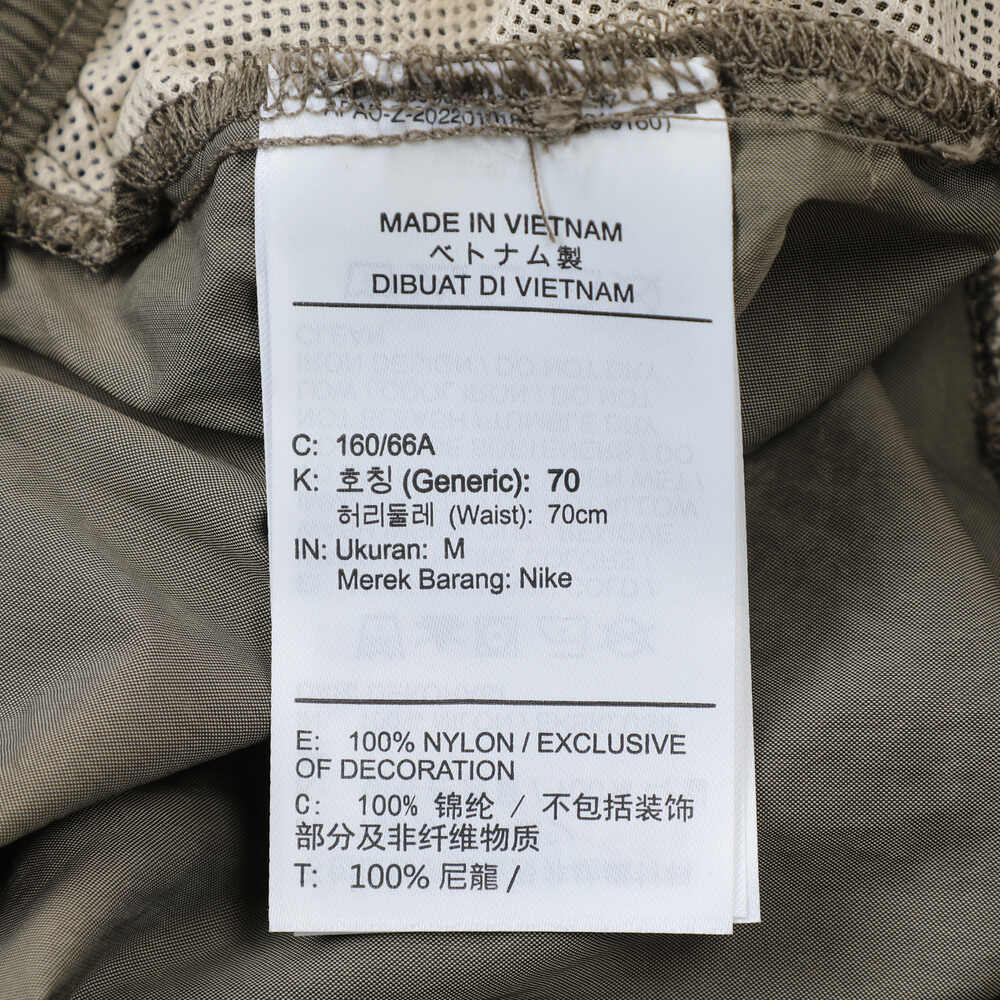 MADE IN VIETNAM
ベトナム製
DIBUAT DI VIETNAM
C: 160/66A
K: 호칭 (Generic): 70
허리둘레 (Waist): 70cm
IN: Ukuran: M
Merek Barang: Nike
E: 100% NYLON / EXCLUSIVE
OF DECORATION
C: 100% 锦纶 / 不包括装饰
部分及非纤维物质
T: 100% 尼龍 /